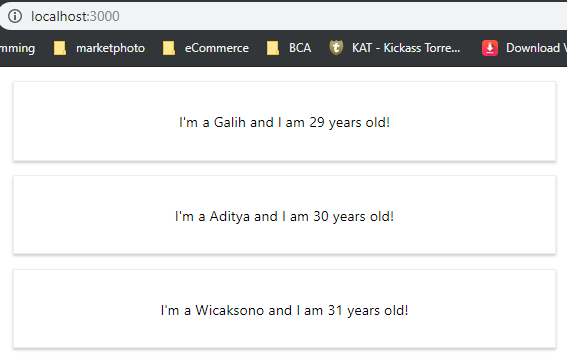 localhost:3000
mming marketphoto eCommerce BCA KAT - Kickass Torre... Download V
I'm a Galih and I am 29 years old!
I'm a Aditya and I am 30 years old!
I'm a Wicaksono and I am 31 years old!